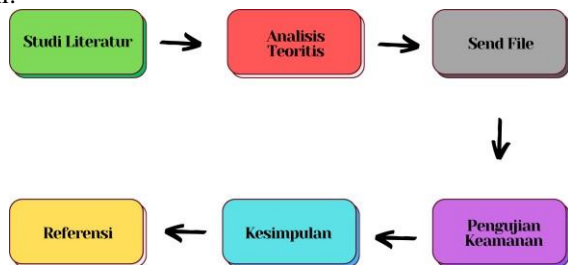 Studi Literatur
Analisis
Teoritis
Send File
Referensi
Kesimpulan
Pengujian
Keamanan